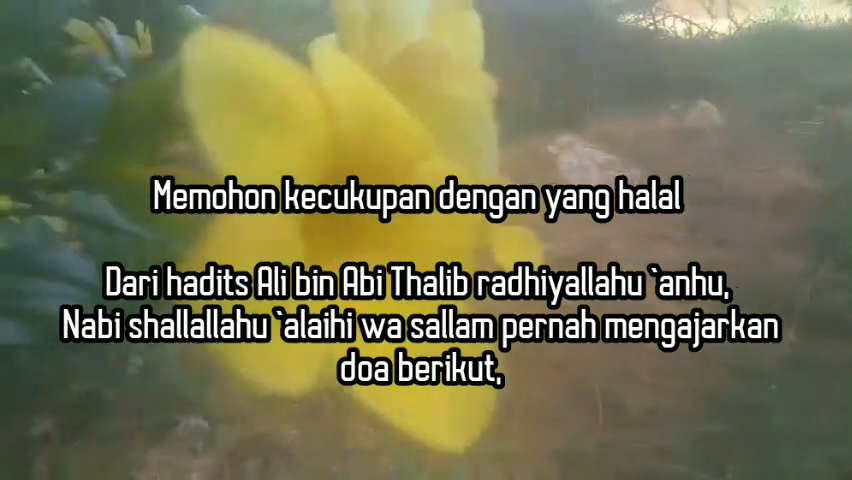 Memohon kecukupan dengan yang halal
Dari hadits Ali bin Abi Thalib radhiyallahu `anhu,
Nabi shallallahu `alaihi wa sallam pernah mengajarkan
doa berikut,